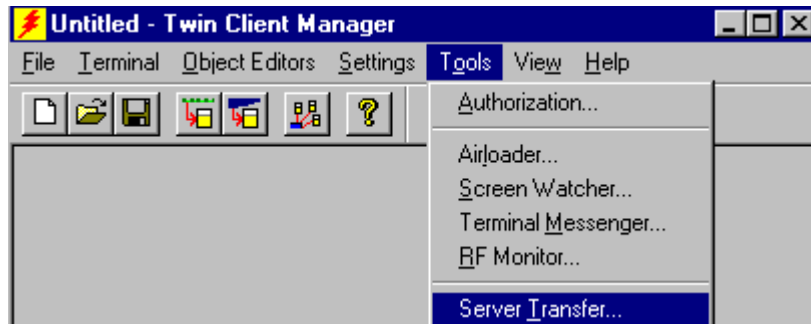 Untitled - Twin Client Manager
File Terminal Object Editors Settings Tools View Help
Authorization...
Airloader...
Screen Watcher...
Terminal Messenger...
RF Monitor...
Server Transfer...